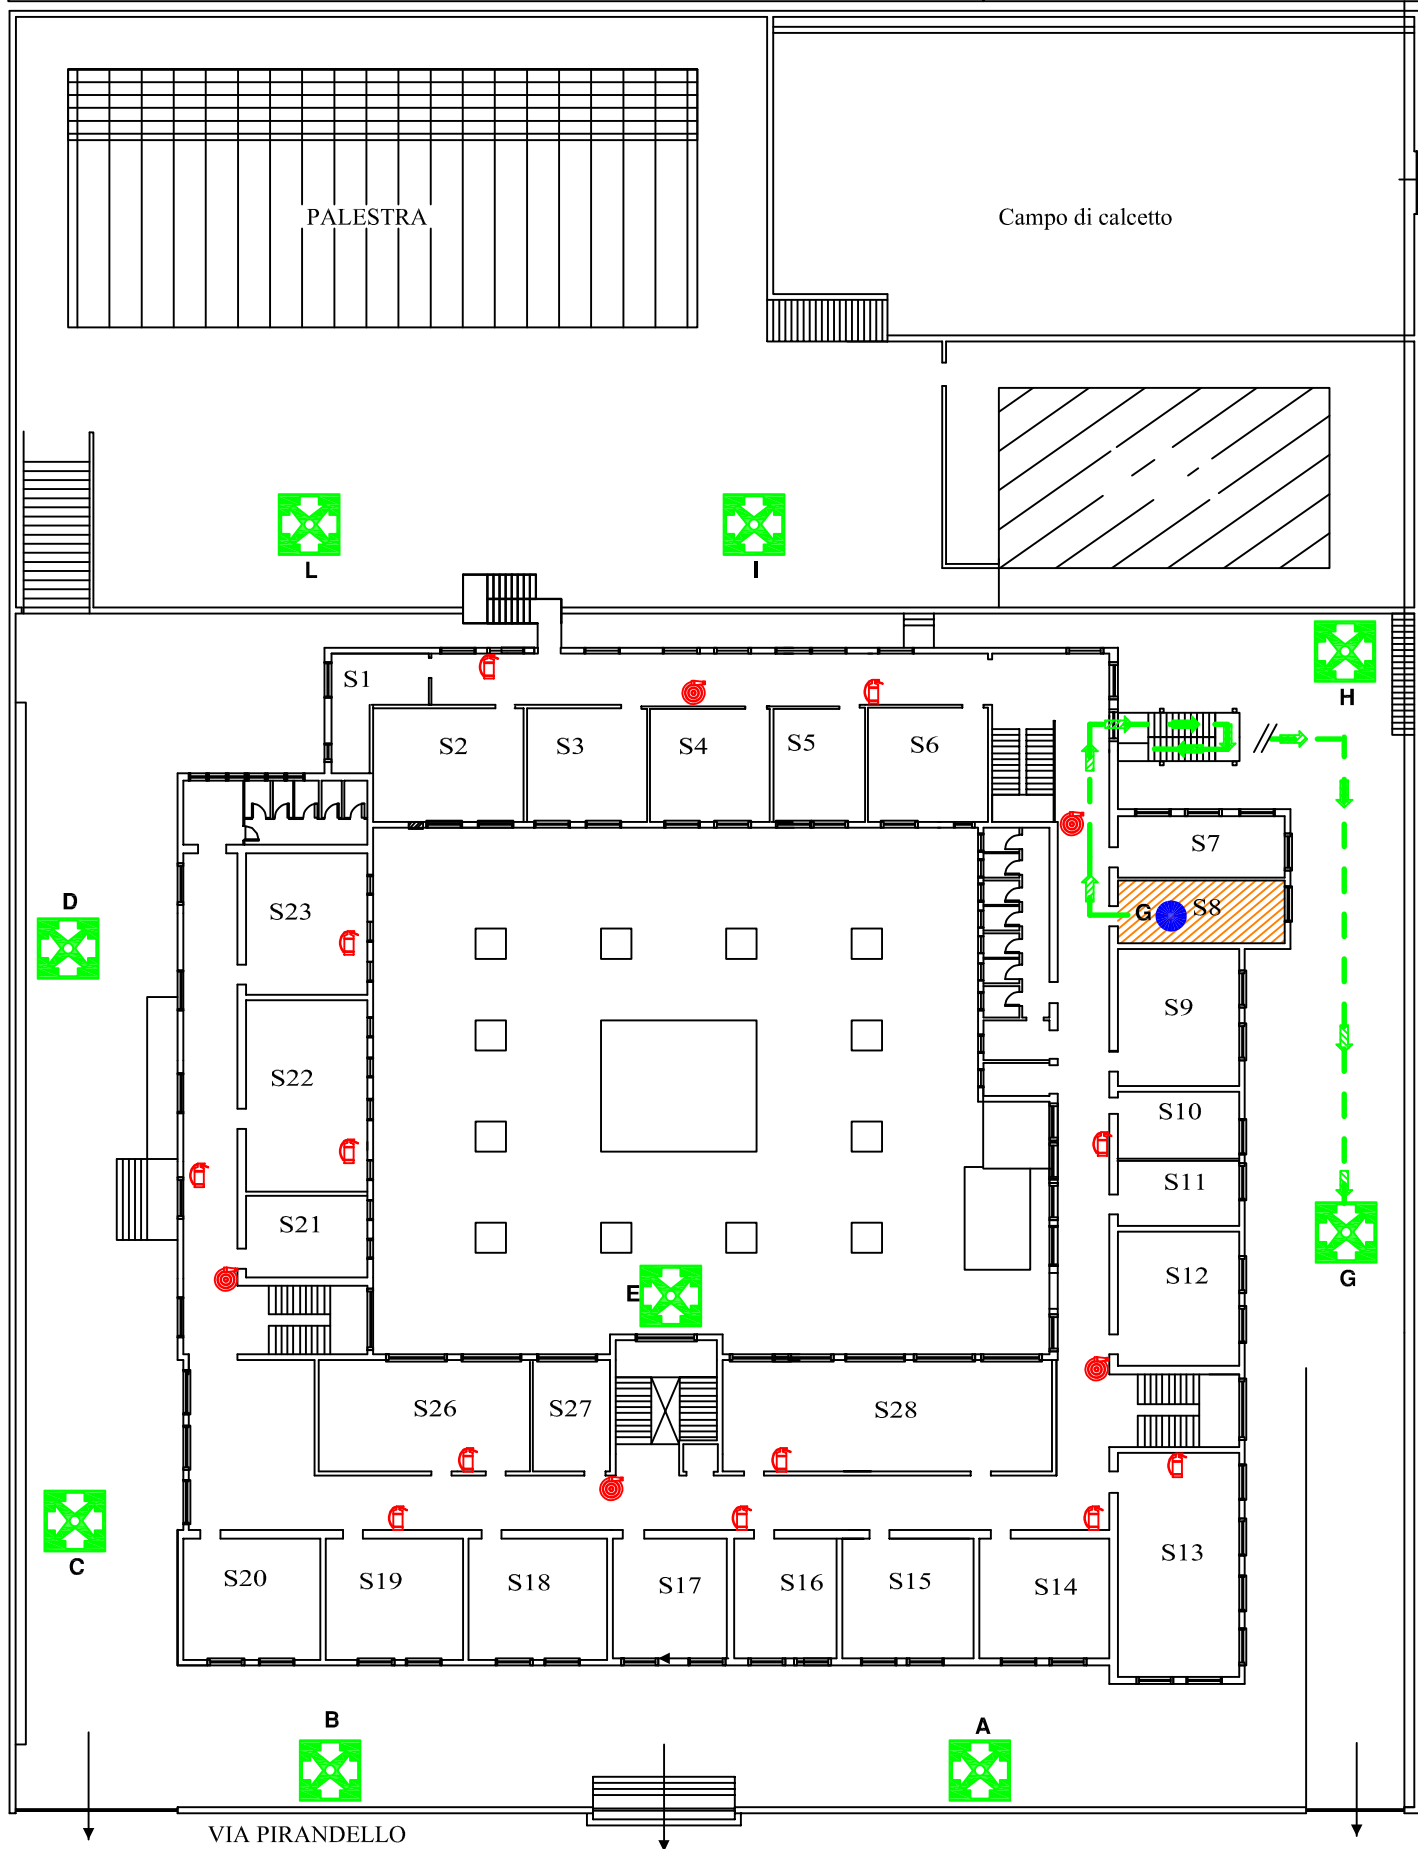 PALESTRA
Campo di calcetto
L
I
H
S1
S2
S3
S4
S5
S6
S7
G
S8
D
S23
S9
S22
S10
S11
S21
S12
G
E
S26
S27
S28
C
S13
S20
S19
S18
S17
S16
S15
S14
B
A
VIA PIRANDELLO